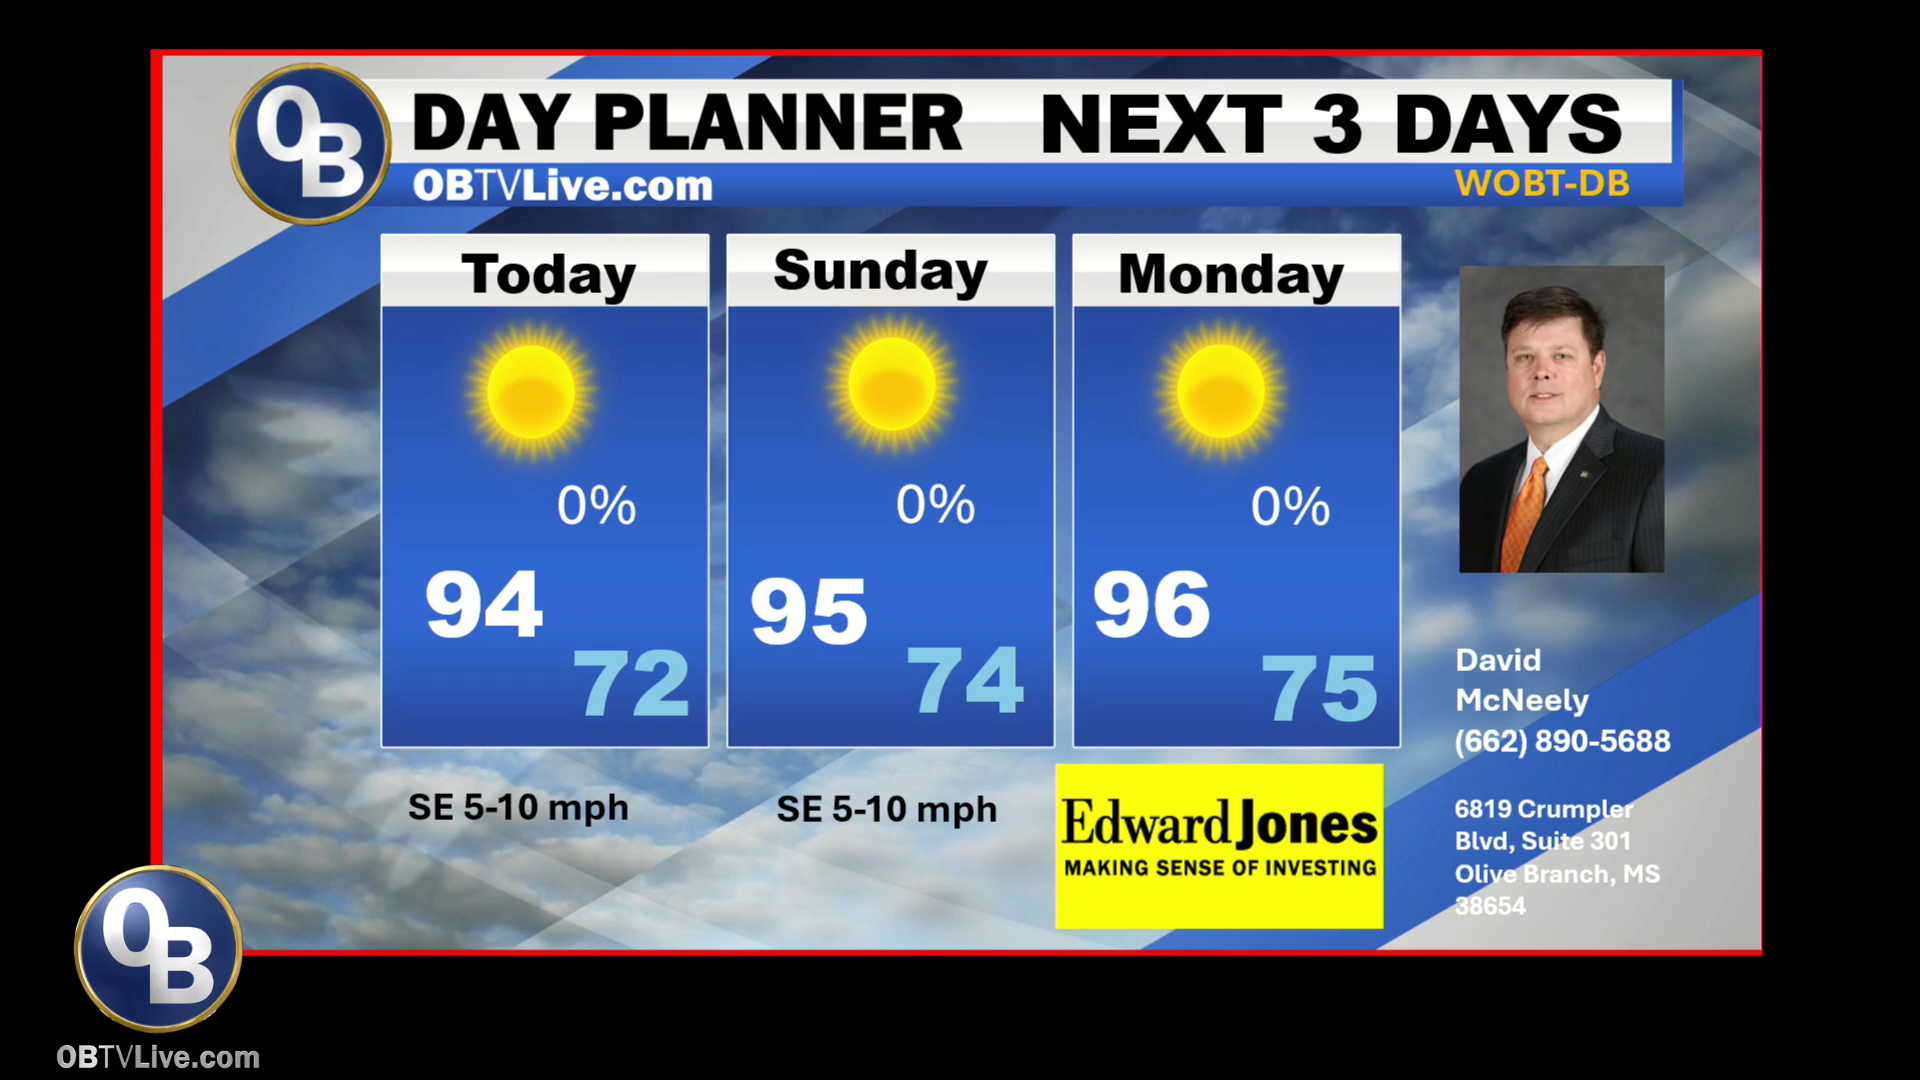 OB
DAY PLANNER NEXT 3 DAYS
OBTVLive.com
WOBT-DB
Today
0%
94
72
SE 5-10 mph
Sunday
0%
95
74
SE 5-10 mph
Monday
0%
96
75
Edward Jones
MAKING SENSE OF INVESTING
David
McNeely
(662) 890-5688
6819 Crumpler
Blvd, Suite 301
Olive Branch, MS
38654
OB
OBTVLive.com